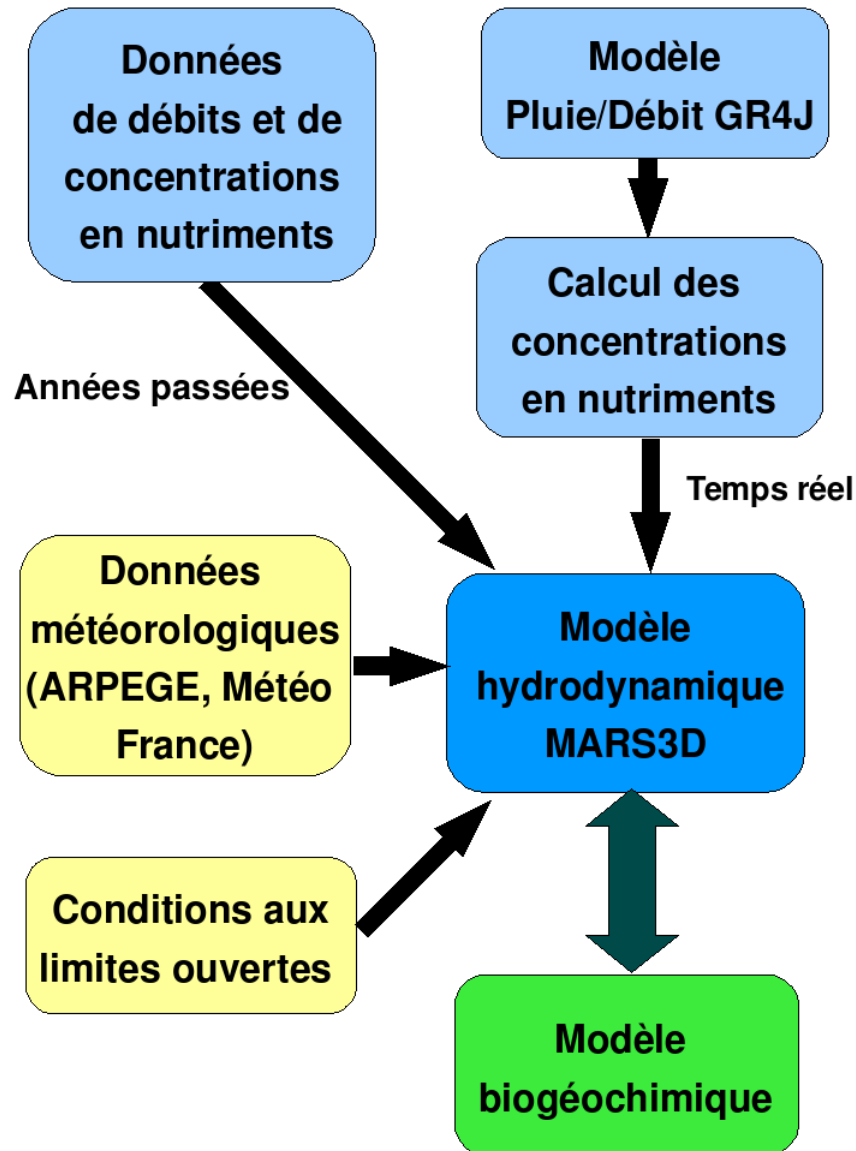 Données
de débits et de
concentrations
en nutriments
Modèle
Pluie/Débit GR4J
Calcul des
concentrations
en nutriments
Années passées
Temps réel
Données
météorologiques
(ARPEGE, Météo
France)
Modèle
hydrodynamique
MARS3D
Conditions aux
limites ouvertes
Modèle
biogéochimique